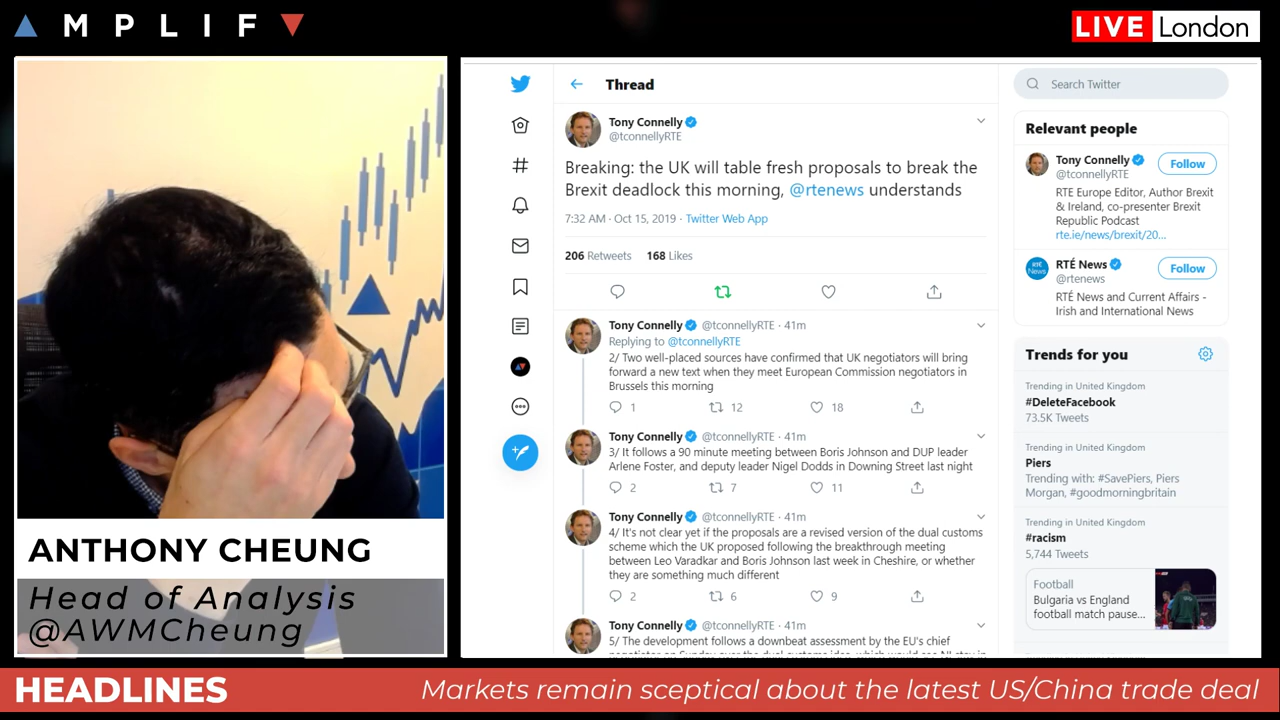 ▲ M P L I F ▼
LIVE London
ANTHONY CHEUNG
Head of Analysis
@AWMCheung
Thread
Tony Connelly
@tconnellyRTE
Breaking: the UK will table fresh proposals to break the
Brexit deadlock this morning, @rtenews understands
7:32 AM · Oct 15, 2019 · Twitter Web App
206 Retweets 168 Likes
Tony Connelly @tconnellyRTE · 41m
Replying to @tconnellyRTE
2/ Two well-placed sources have confirmed that UK negotiators will bring
forward a new text when they meet European Commission negotiators in
Brussels this morning
1 12 18
Tony Connelly @tconnellyRTE · 41m
3/ It follows a 90 minute meeting between Boris Johnson and DUP leader
Arlene Foster, and deputy leader Nigel Dodds in Downing Street last night
2 7 11
Tony Connelly @tconnellyRTE · 41m
4/ It's not clear yet if the proposals are a revised version of the dual customs
scheme which the UK proposed following the breakthrough meeting
between Leo Varadkar and Boris Johnson last week in Cheshire, or whether
they are something much different
2 6 9
Tony Connelly @tconnellyRTE · 41m
5/ The development follows a downbeat assessment by the EU's chief
Search Twitter
Relevant people
Tony Connelly
@tconnellyRTE
Follow
RTE Europe Editor, Author Brexit
& Ireland, co-presenter Brexit
Republic Podcast
rte.ie/news/brexit/20...
RTÉ News
@rtenews
Follow
RTÉ News and Current Affairs -
Irish and International News
Trends for you
Trending in United Kingdom
#DeleteFacebook
73.5K Tweets
Trending in United Kingdom
Piers
Trending with: #SavePiers, Piers
Morgan, #goodmorningbritain
Trending in United Kingdom
#racism
5,744 Tweets
Football
Bulgaria vs England
football match pause...
HEADLINES
Markets remain sceptical about the latest US/China trade deal